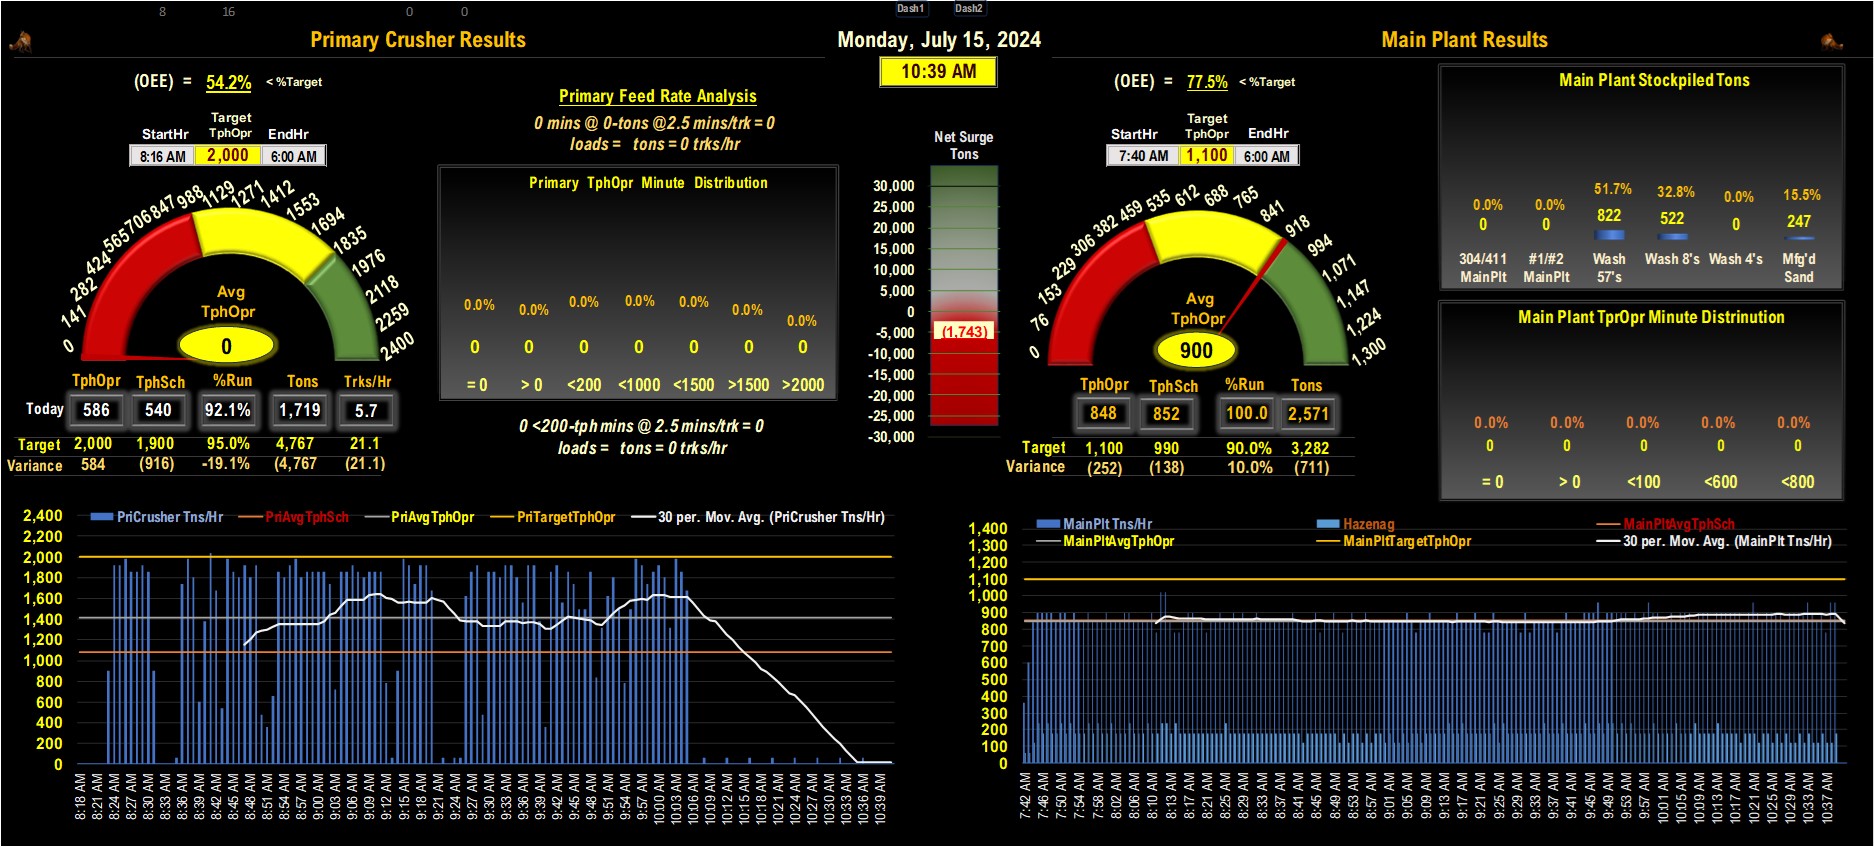 8 16 0 0 Dash1 Dash2
Primary Crusher Results
Monday, July 15, 2024
Main Plant Results
10:39 AM
(OEE) = 54.2% < %Target
Target
StartHr TphOpr EndHr
8:16 AM 2,000 6:00 AM
0 141 282 424 565 706 847 988 1129 1271 1412 1553 1694 1835 1976 2118 2259 2400
Avg
TphOpr
0
TphOpr TphSch %Run Tons Trks/Hr
Today 586 540 92.1% 1,719 5.7
Target 2,000 1,900 95.0% 4,767 21.1
Variance 584 (916) -19.1% (4,767 (21.1)
Primary Feed Rate Analysis
0 mins @ 0-tons @2.5 mins/trk = 0
loads = tons = 0 trks/hr
Primary TphOpr Minute Distribution
0.0% 0.0% 0.0% 0.0% 0.0% 0.0% 0.0%
0 0 0 0 0 0 0
= 0 > 0 <200 <1000 <1500 >1500 >2000
0 <200-tph mins @ 2.5 mins/trk = 0
loads = tons = 0 trks/hr
Net Surge
Tons
30,000
25,000
20,000
15,000
10,000
5,000
0
-5,000
(1,743)
-10,000
-15,000
-20,000
-25,000
-30,000
(OEE) = 77.5% < %Target
Target
StartHr TphOpr EndHr
7:40 AM 1,100 6:00 AM
0 76 153 229 306 382 459 535 612 688 765 841 918 994 1,071 1,147 1,224 1,300
Avg
TphOpr
900
TphOpr TphSch %Run Tons
848 852 100.0 2,571
Target 1,100 990 90.0% 3,282
Variance (252) (138) 10.0% (711)
Main Plant Stockpiled Tons
0.0% 0.0% 51.7% 32.8% 0.0% 15.5%
0 0 822 522 0 247
304/411 #1/#2 Wash Wash 8's Wash 4's Mfg'd
MainPlt MainPlt 57's Sand
Main Plant TprOpr Minute Distrinution
0.0% 0.0% 0.0% 0.0% 0.0%
0 0 0 0 0
= 0 > 0 <100 <600 <800
PriCrusher Tns/Hr PriAvgTphSch PriAvgTphOpr PriTargetTphOpr 30 per. Mov. Avg. (PriCrusher Tns/Hr)
2,400
2,200
2,000
1,800
1,600
1,400
1,200
1,000
800
600
400
200
0
8:18 AM 8:21 AM 8:24 AM 8:27 AM 8:30 AM 8:33 AM 8:36 AM 8:39 AM 8:42 AM 8:45 AM 8:48 AM 8:51 AM 8:54 AM 8:57 AM 9:00 AM 9:03 AM 9:06 AM 9:09 AM 9:12 AM 9:15 AM 9:18 AM 9:21 AM 9:24 AM 9:27 AM 9:30 AM 9:33 AM 9:36 AM 9:39 AM 9:42 AM 9:45 AM 9:48 AM 9:51 AM 9:54 AM 9:57 AM 10:00 AM 10:03 AM 10:06 AM 10:09 AM 10:12 AM 10:15 AM 10:18 AM 10:21 AM 10:24 AM 10:27 AM 10:30 AM 10:33 AM 10:36 AM 10:39 AM
MainPlt Tns/Hr Hazenag MainPltAvgTphSch
MainPltAvgTphOpr MainPltTargetTphOpr 30 per. Mov. Avg. (MainPlt Tns/Hr)
1,400
1,300
1,200
1,100
1,000
900
800
700
600
500
400
300
200
100
0
7:42 AM 7:46 AM 7:50 AM 7:54 AM 7:58 AM 8:02 AM 8:06 AM 8:10 AM 8:13 AM 8:17 AM 8:21 AM 8:25 AM 8:29 AM 8:33 AM 8:37 AM 8:41 AM 8:45 AM 8:49 AM 8:53 AM 8:57 AM 9:01 AM 9:05 AM 9:09 AM 9:13 AM 9:17 AM 9:21 AM 9:25 AM 9:29 AM 9:33 AM 9:37 AM 9:41 AM 9:45 AM 9:49 AM 9:53 AM 9:57 AM 10:01 AM 10:05 AM 10:09 AM 10:13 AM 10:17 AM 10:21 AM 10:25 AM 10:29 AM 10:33 AM 10:37 AM